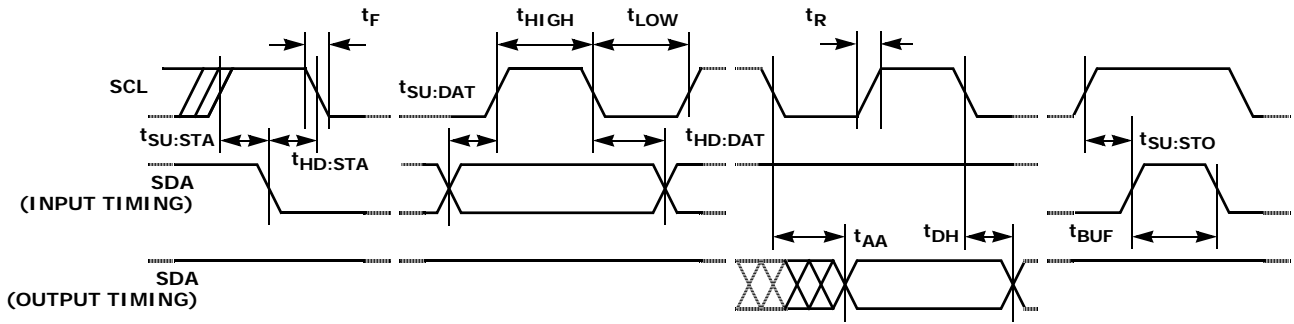 tF
tHIGH
tLOW
tR
SCL
tSU:DAT
tSU:STA
tHD:STA
tHD:DAT
tSU:STO
SDA
(INPUT TIMING)
tAA
tDH
tBUF
SDA
(OUTPUT TIMING)